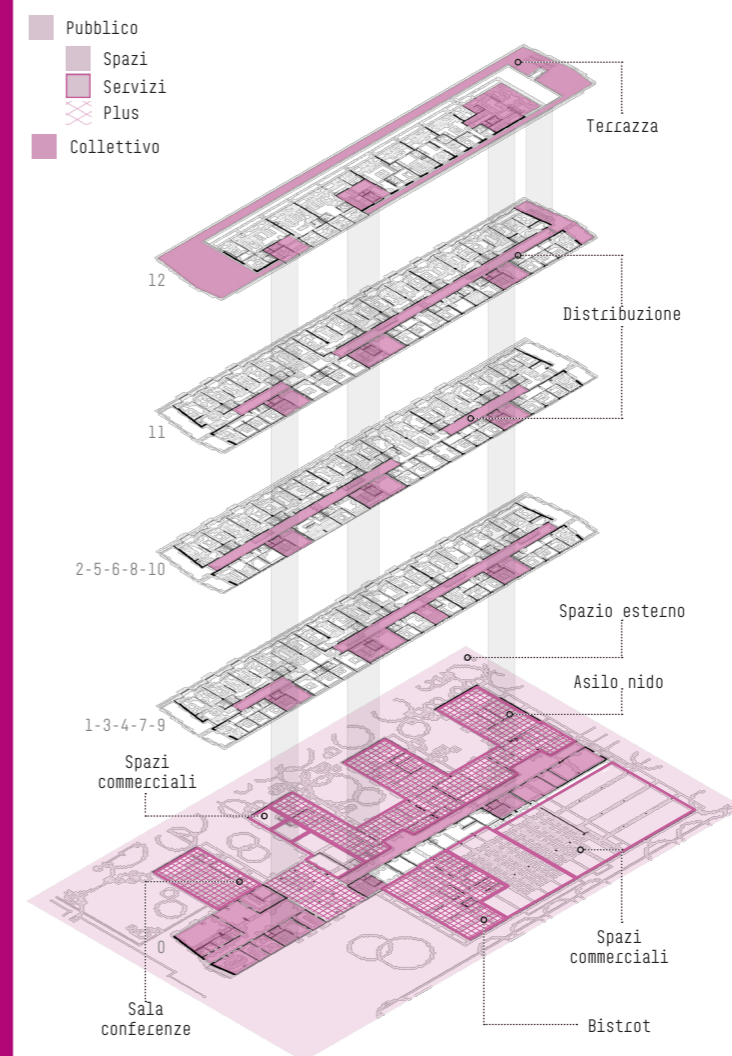 Pubblico
Spazi
Servizi
Plus
Collettivo
Terrazza
12
Distribuzione
11
2-5-6-8-10
Spazio esterno
Asilo nido
1-3-4-7-9
Spazi
commerciali
0
Spazi
commerciali
Sala
conferenze
Bistrot